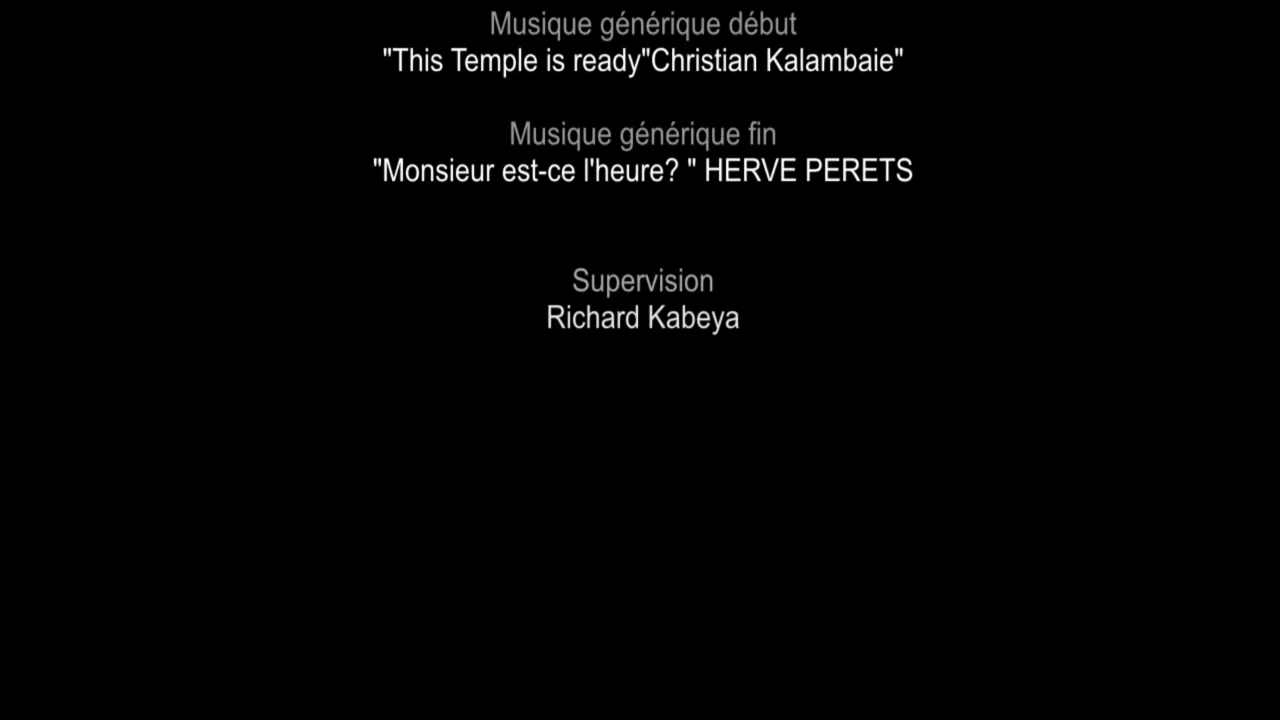 Musique générique début
"This Temple is ready"Christian Kalambaie"
Musique générique fin
"Monsieur est-ce l'heure? " HERVE PERETS
Supervision
Richard Kabeya